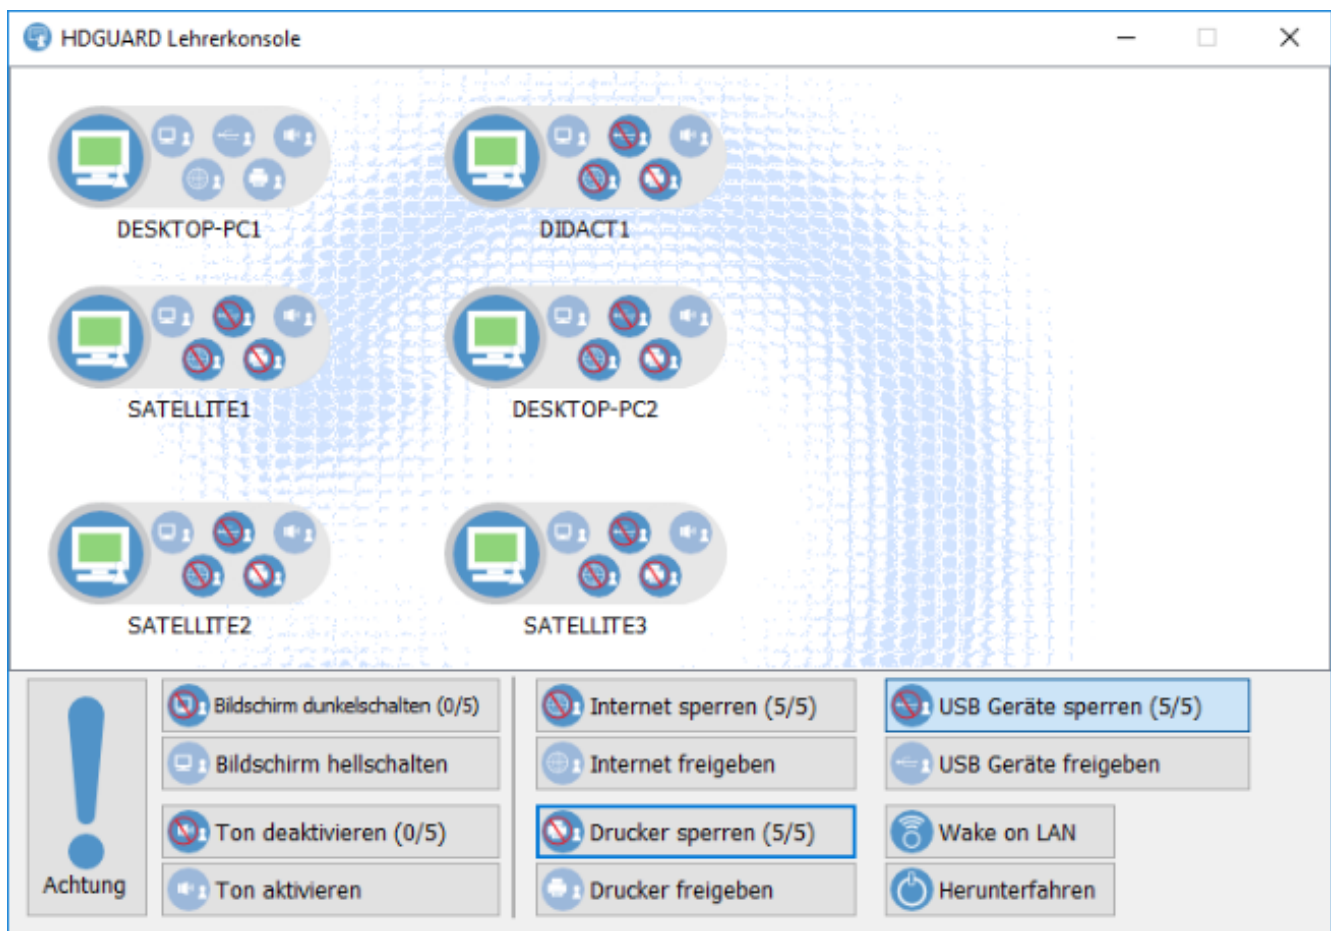 HDGUARD Lehrerkonsole
DESKTOP-PC1
DIDACT1
SATELLITE1
DESKTOP-PC2
SATELLITE2
SATELLITE3
Achtung
Bildschirm dunkelschalten (0/5)
Bildschirm hellschalten
Ton deaktivieren (0/5)
Ton aktivieren
Internet sperren (5/5)
Internet freigeben
Drucker sperren (5/5)
Drucker freigeben
USB Geräte sperren (5/5)
USB Geräte freigeben
Wake on LAN
Herunterfahren